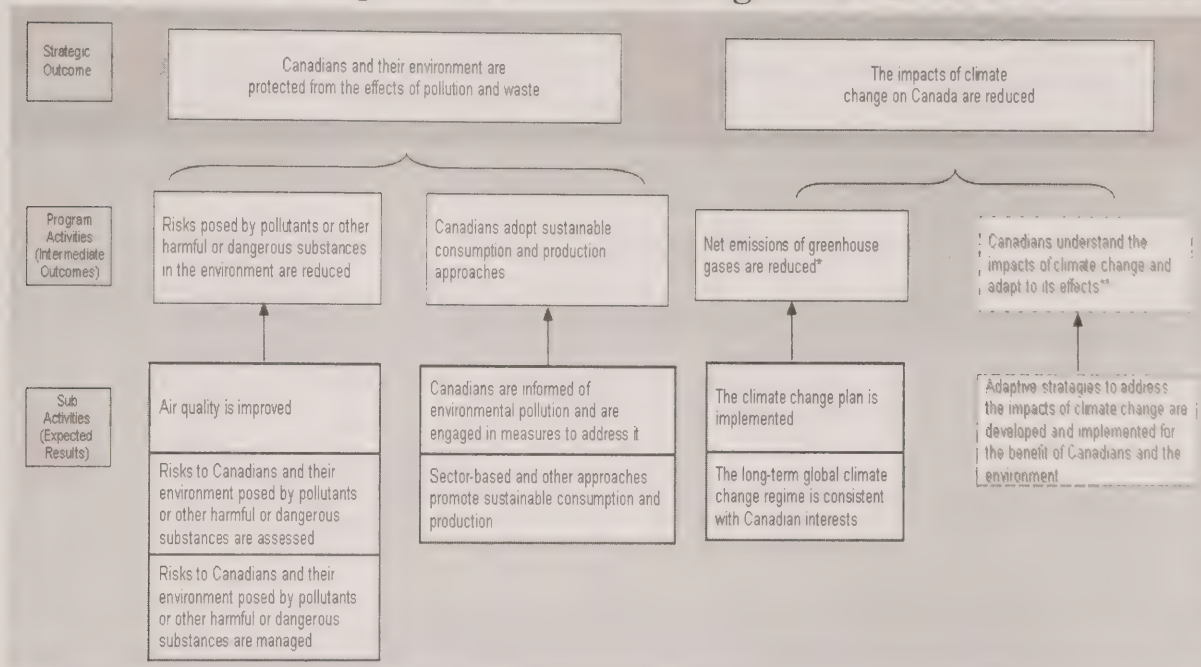 Strategic
Outcome
Canadians and their environment are
protected from the effects of pollution and waste
The impacts of climate
change on Canada are reduced
Program
Activities
(Intermediate
Outcomes)
Risks posed by pollutants or other
harmful or dangerous substances
in the environment are reduced
Canadians adopt sustainable
consumption and production
approaches
Net emissions of greenhouse
gases are reduced*
Canadians understand the
impacts of climate change and
adapt to its effects**
Sub
Activities
(Expected
Results)
Air quality is improved
Risks to Canadians and their
environment posed by pollutants
or other harmful or dangerous
substances are assessed
Risks to Canadians and their
environment posed by pollutants
or other harmful or dangerous
substances are managed
Canadians are informed of
environmental pollution and are
engaged in measures to address it
Sector-based and other approaches
promote sustainable consumption and
production
The climate change plan is
implemented
The long-term global climate
change regime is consistent
with Canadian interests
Adaptive strategies to address
the impacts of climate change are
developed and implemented for
the benefit of Canadians and the
environment